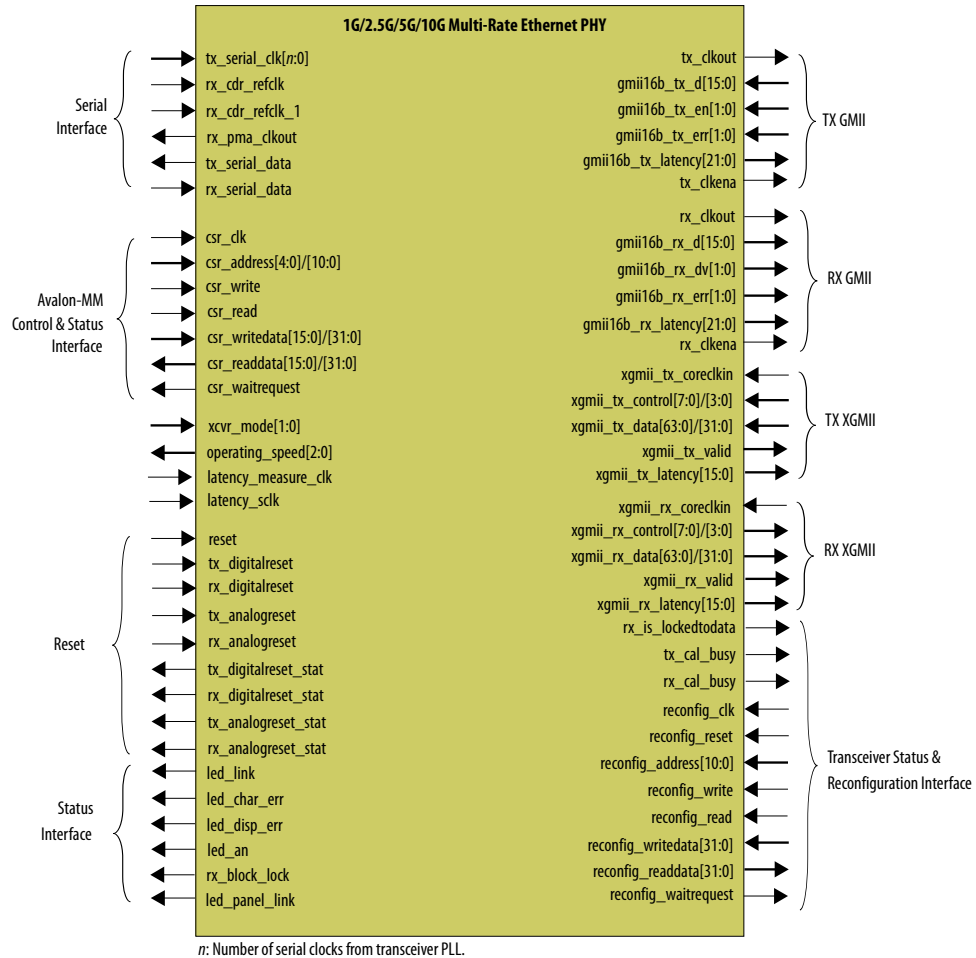 1G/2.5G/5G/10G Multi-Rate Ethernet PHY
Serial
Interface
tx_serial_clk[n:0]
rx_cdr_refclk
rx_cdr_refclk_1
rx_pma_clkout
tx_serial_data
rx_serial_data
Avalon-MM
Control & Status
Interface
csr_clk
csr_address[4:0]/[10:0]
csr_write
csr_read
csr_writedata[15:0]/[31:0]
csr_readdata[15:0]/[31:0]
csr_waitrequest
xcvr_mode[1:0]
operating_speed[2:0]
latency_measure_clk
latency_sclk
Reset
reset
tx_digitalreset
rx_digitalreset
tx_analogreset
rx_analogreset
tx_digitalreset_stat
rx_digitalreset_stat
tx_analogreset_stat
rx_analogreset_stat
Status
Interface
led_link
led_char_err
led_disp_err
led_an
rx_block_lock
led_panel_link
tx_clkout
gmii16b_tx_d[15:0]
gmii16b_tx_en[1:0]
gmii16b_tx_err[1:0]
gmii16b_tx_latency[21:0]
tx_clkena
TX GMII
rx_clkout
gmii16b_rx_d[15:0]
gmii16b_rx_dv[1:0]
gmii16b_rx_err[1:0]
gmii16b_rx_latency[21:0]
rx_clkena
RX GMII
xgmii_tx_coreclkin
xgmii_tx_control[7:0]/[3:0]
xgmii_tx_data[63:0]/[31:0]
xgmii_tx_valid
xgmii_tx_latency[15:0]
TX XGMII
xgmii_rx_coreclkin
xgmii_rx_control[7:0]/[3:0]
xgmii_rx_data[63:0]/[31:0]
xgmii_rx_valid
xgmii_rx_latency[15:0]
RX XGMII
rx_is_lockedtodata
tx_cal_busy
rx_cal_busy
reconfig_clk
reconfig_reset
reconfig_address[10:0]
reconfig_write
reconfig_read
reconfig_writedata[31:0]
reconfig_readdata[31:0]
reconfig_waitrequest
Transceiver Status &
Reconfiguration Interface
n: Number of serial clocks from transceiver PLL.